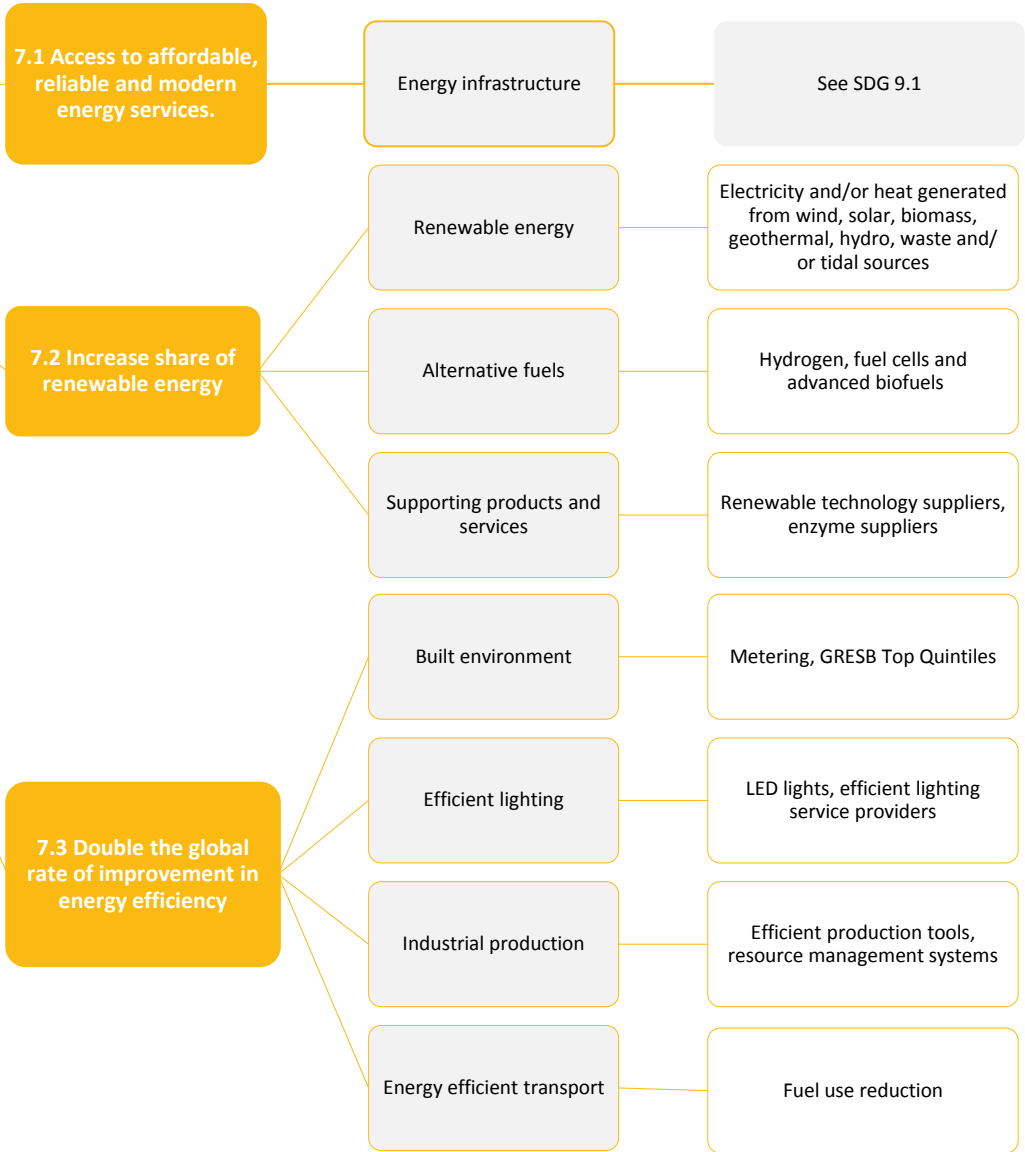 7.1 Access to affordable,
reliable and modern
energy services.
Energy infrastructure
See SDG 9.1
7.2 Increase share of
renewable energy
Renewable energy
Electricity and/or heat generated
from wind, solar, biomass,
geothermal, hydro, waste and/
or tidal sources
Alternative fuels
Hydrogen, fuel cells and
advanced biofuels
Supporting products and
services
Renewable technology suppliers,
enzyme suppliers
7.3 Double the global
rate of improvement in
energy efficiency
Built environment
Metering, GRESB Top Quintiles
Efficient lighting
LED lights, efficient lighting
service providers
Industrial production
Efficient production tools,
resource management systems
Energy efficient transport
Fuel use reduction